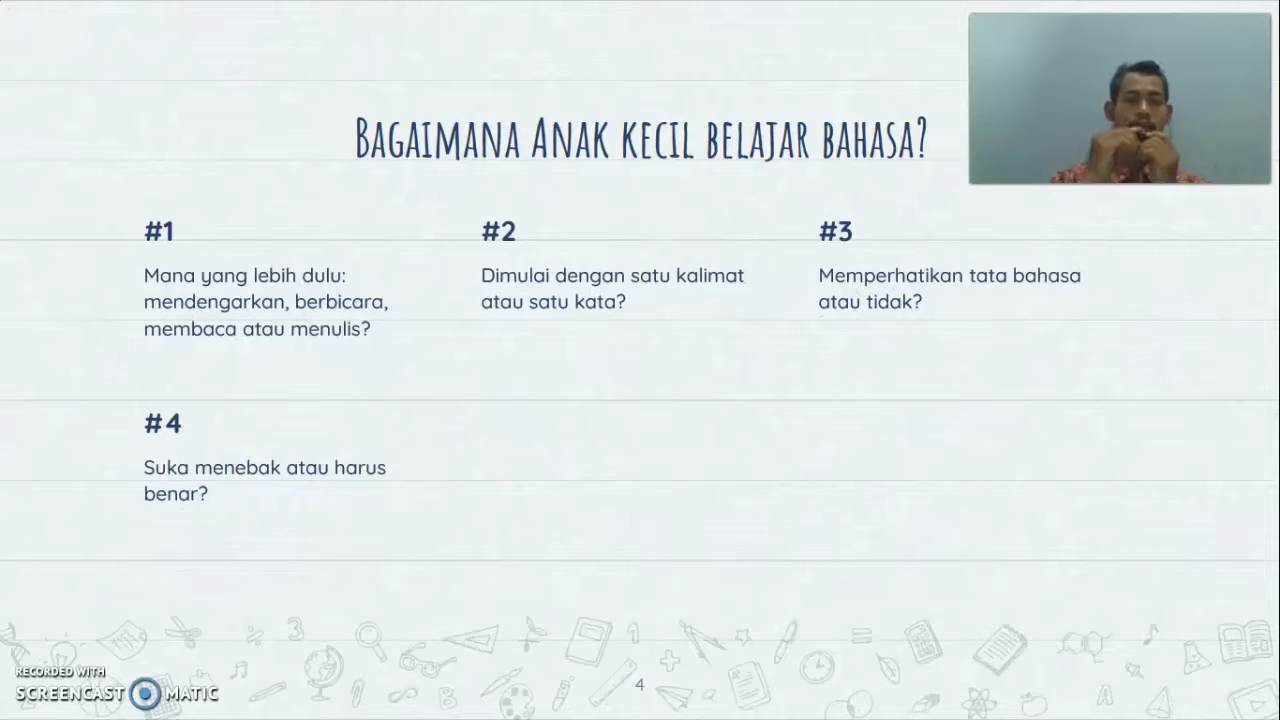 Bagaimana Anak kecil belajar bahasa?
#1
Mana yang lebih dulu:
mendengarkan, berbicara,
membaca atau menulis?
#2
Dimulai dengan satu kalimat
atau satu kata?
#3
Memperhatikan tata bahasa
atau tidak?
#4
Suka menebak atau harus
benar?
4
RECORDED WITH
SCREENCAST MATIC